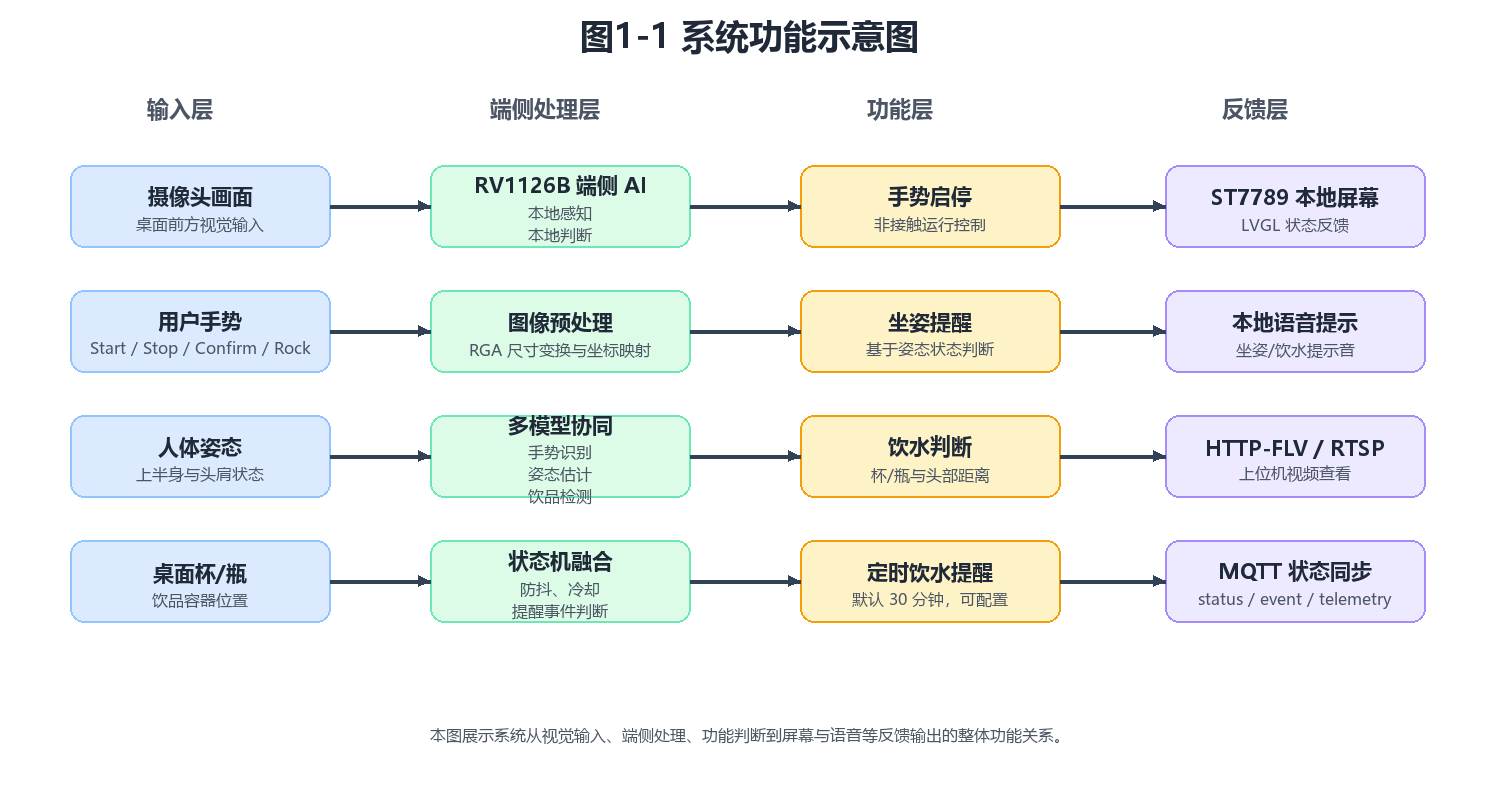 图1-1 系统功能示意图
输入层
端侧处理层
功能层
反馈层
摄像头画面
桌面前方视觉输入
RV1126B 端侧 AI
本地感知
本地判断
手势启停
非接触运行控制
ST7789 本地屏幕
LVGL 状态反馈
用户手势
Start / Stop / Confirm / Rock
图像预处理
RGA 尺寸变换与坐标映射
坐姿提醒
基于姿态状态判断
本地语音提示
坐姿/饮水提示音
人体姿态
上半身与头肩状态
多模型协同
手势识别
姿态估计
饮品检测
饮水判断
杯/瓶与头部距离
HTTP-FLV / RTSP
上位机视频查看
桌面杯/瓶
饮品容器位置
状态机融合
防抖、冷却
提醒事件判断
定时饮水提醒
默认 30 分钟，可配置
MQTT 状态同步
status / event / telemetry
本图展示系统从视觉输入、端侧处理、功能判断到屏幕与语音等反馈输出的整体功能关系。